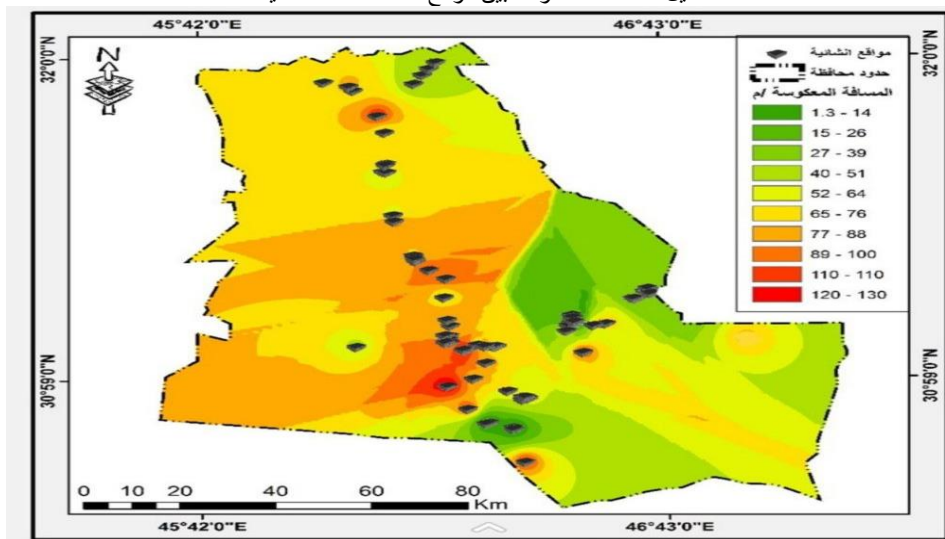 45°42'0"E 46°43'0"E
N
32°0'0"N
32°0'0"N
مواقع انشائية
حدود محافظة
المسافة المعكوسة /م
1.3 - 14
15 - 26
27 - 39
40 - 51
52 - 64
65 - 76
77 - 88
89 - 100
110 - 110
120 - 130
30°59'0"N
30°59'0"N
0 10 20 40 60 80
Km
45°42'0"E 46°43'0"E